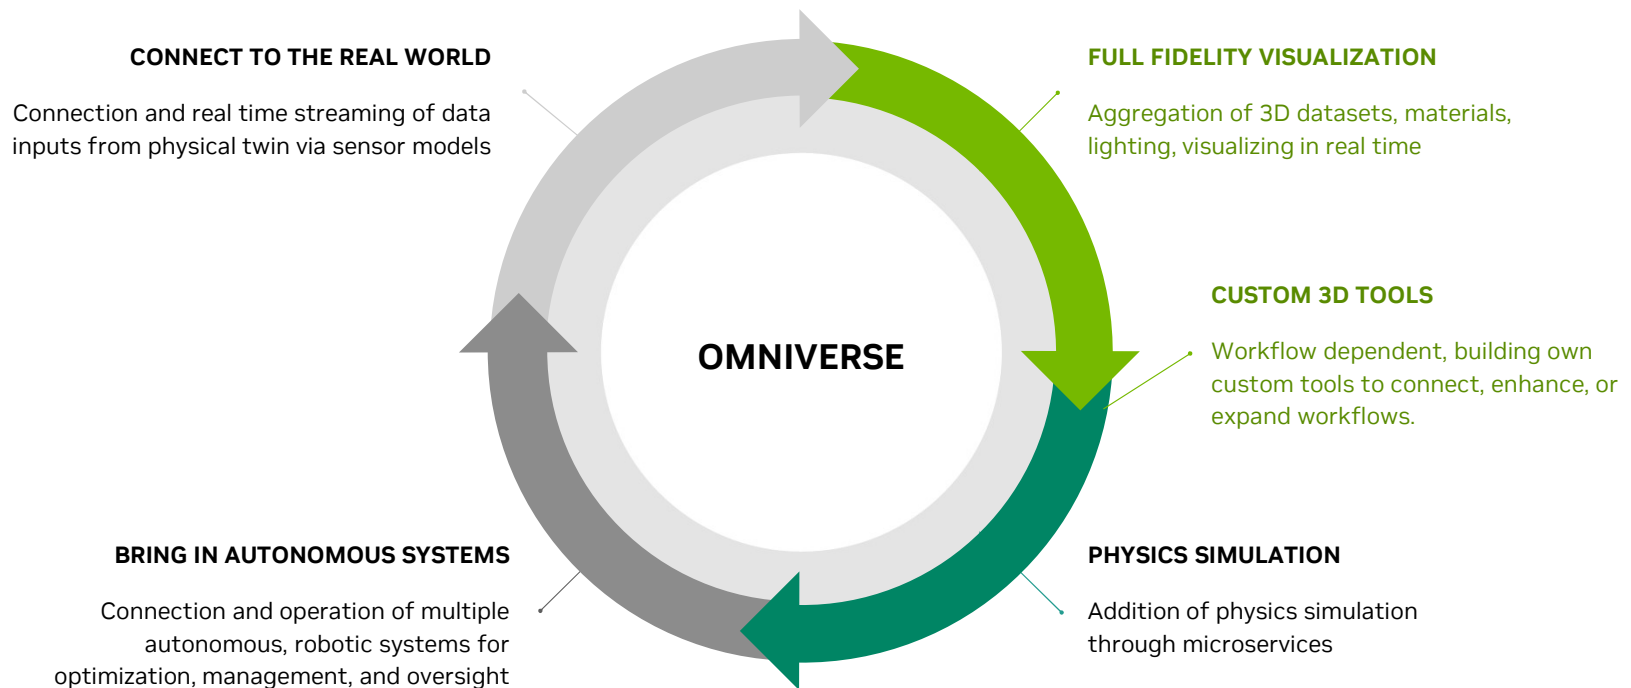 CONNECT TO THE REAL WORLD
Connection and real time streaming of data
inputs from physical twin via sensor models
FULL FIDELITY VISUALIZATION
Aggregation of 3D datasets, materials,
lighting, visualizing in real time
CUSTOM 3D TOOLS
Workflow dependent, building own
custom tools to connect, enhance, or
expand workflows.
OMNIVERSE
BRING IN AUTONOMOUS SYSTEMS
Connection and operation of multiple
autonomous, robotic systems for
optimization, management, and oversight
PHYSICS SIMULATION
Addition of physics simulation
through microservices